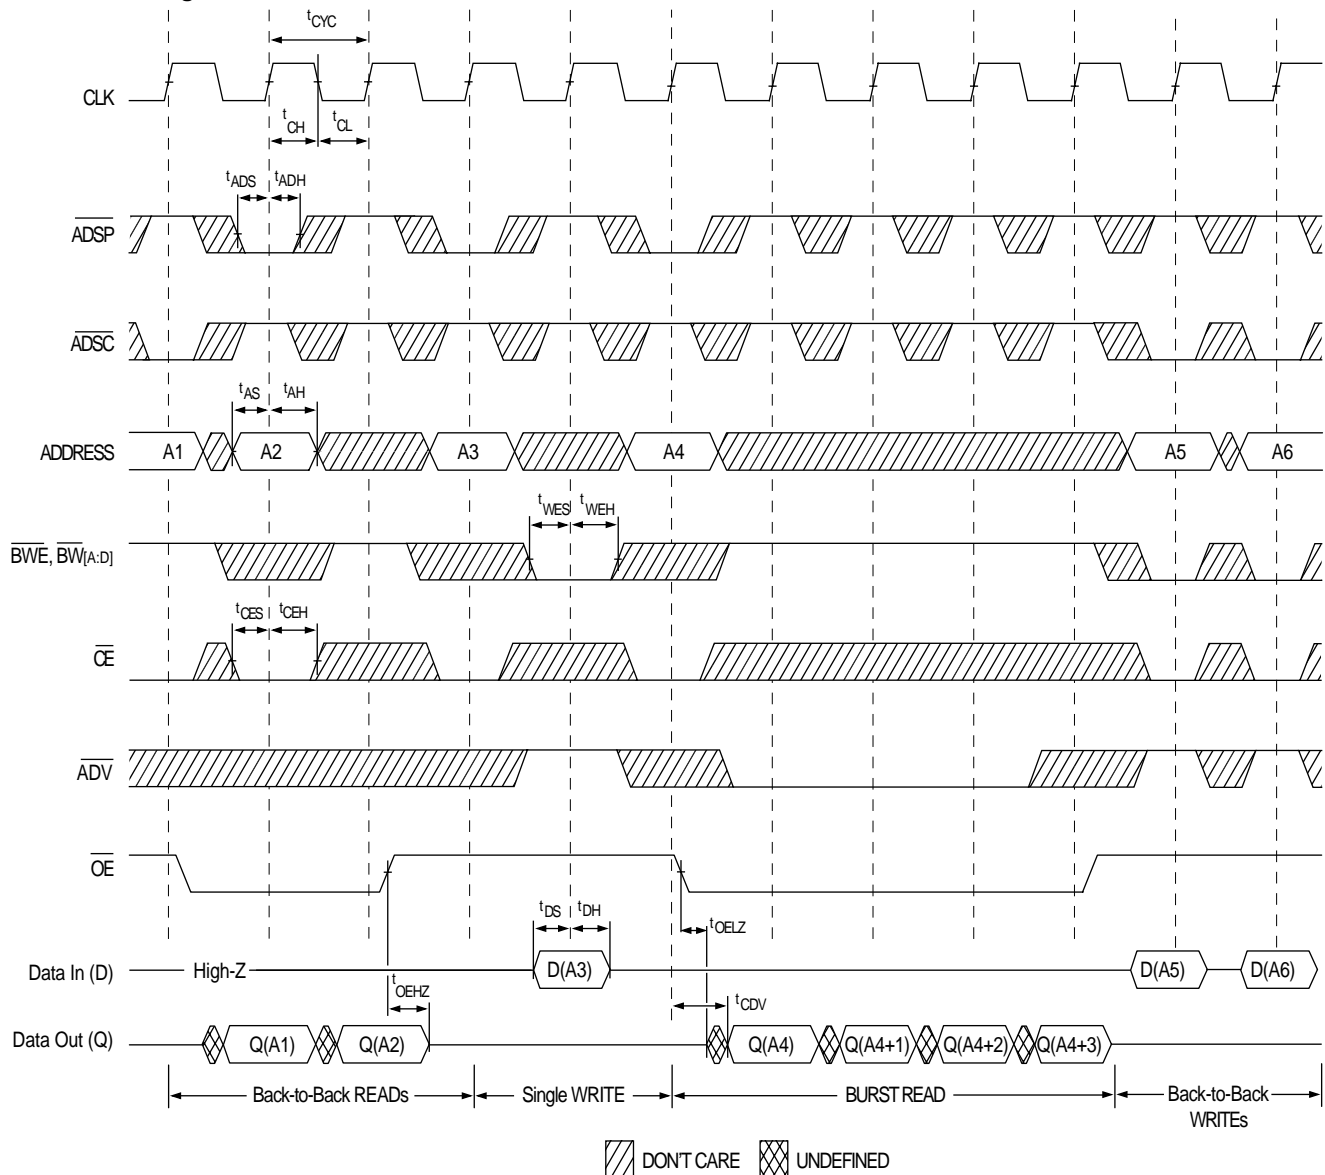 tCYC
CLK
tCH
tCL
tADS
tADH
ADSP
ADSC
tAS
tAH
ADDRESS
A1
A2
A3
A4
A5
A6
tWES
tWEH
BWE, BW[A:D]
tCES
tCEH
CE
ADV
OE
tDS
tDH
tOELZ
Data In (D)
High-Z
D(A3)
D(A5)
D(A6)
tOEHZ
tCDV
Data Out (Q)
Q(A1)
Q(A2)
Q(A4)
Q(A4+1)
Q(A4+2)
Q(A4+3)
Back-to-Back READs
Single WRITE
BURST READ
Back-to-Back
WRITEs
DON'T CARE
UNDEFINED